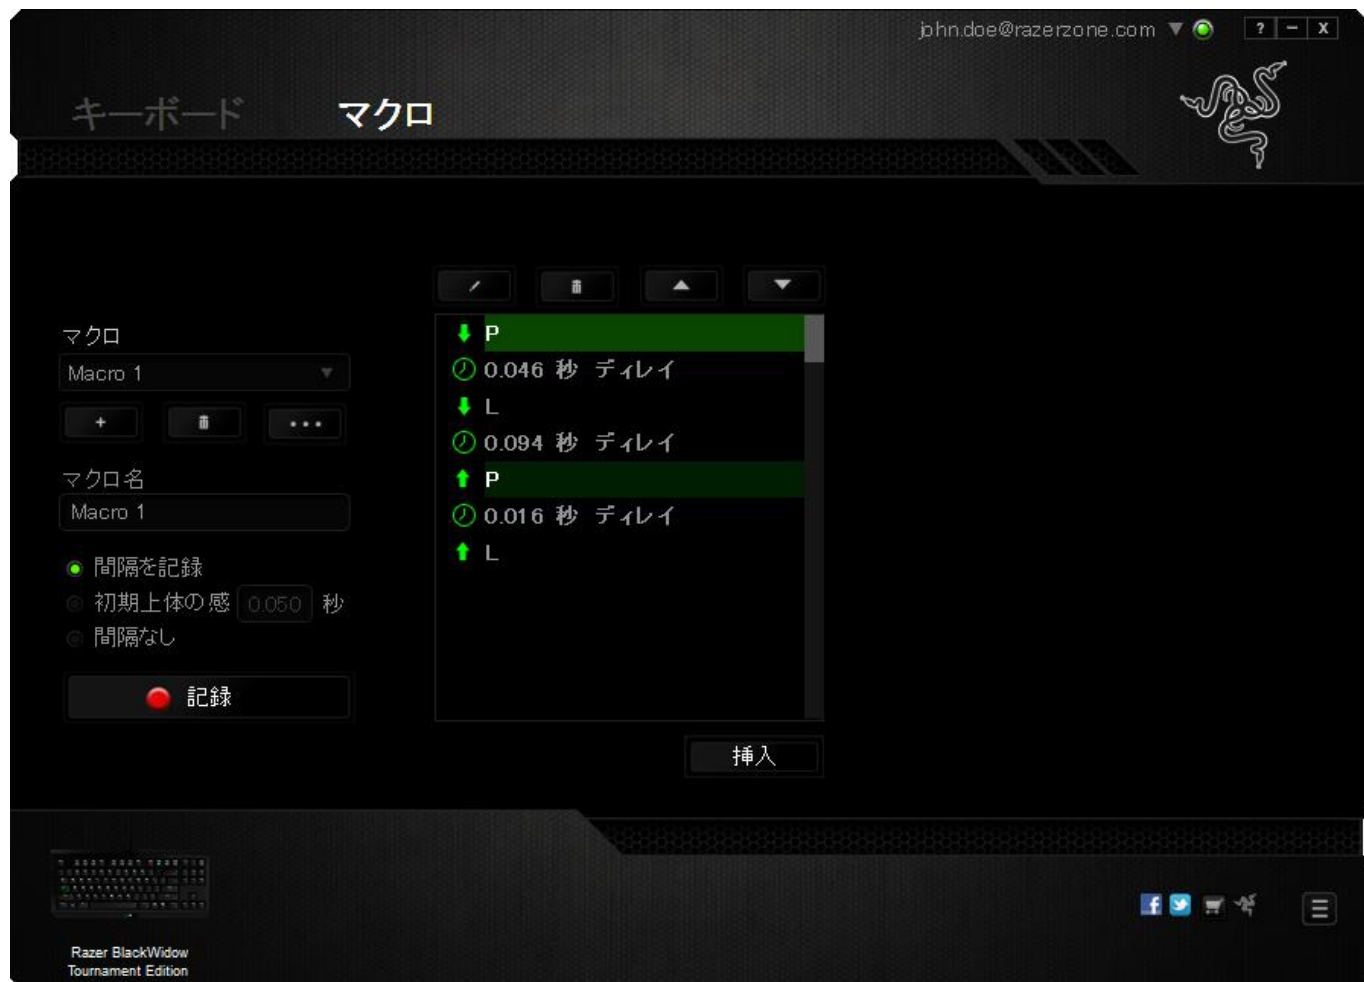 john.doe@razerzone.com
? − X
キーボード マクロ
マクロ
Macro 1
マクロ名
Macro 1
間隔を記録
初期上体の感 0.050 秒
間隔なし
記録
P
0.046 秒 ディレイ
L
0.094 秒 ディレイ
P
0.016 秒 ディレイ
L
挿入
Razer BlackWidow
Tournament Edition